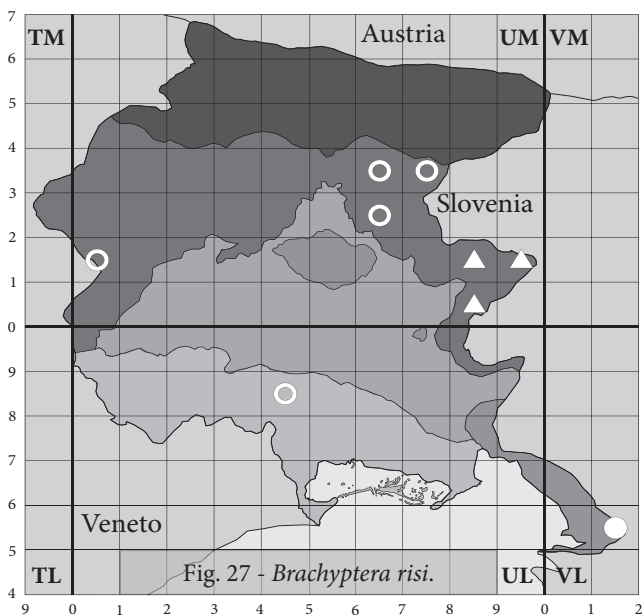 7
TM Austria UM VM
6
5
4
3
Slovenia
2
1
0
9
8
7
6
Veneto
5
TL Fig. 27 - Brachyptera risi. UL VL
4
9 0 1 2 3 4 5 6 7 8 9 0 1 2